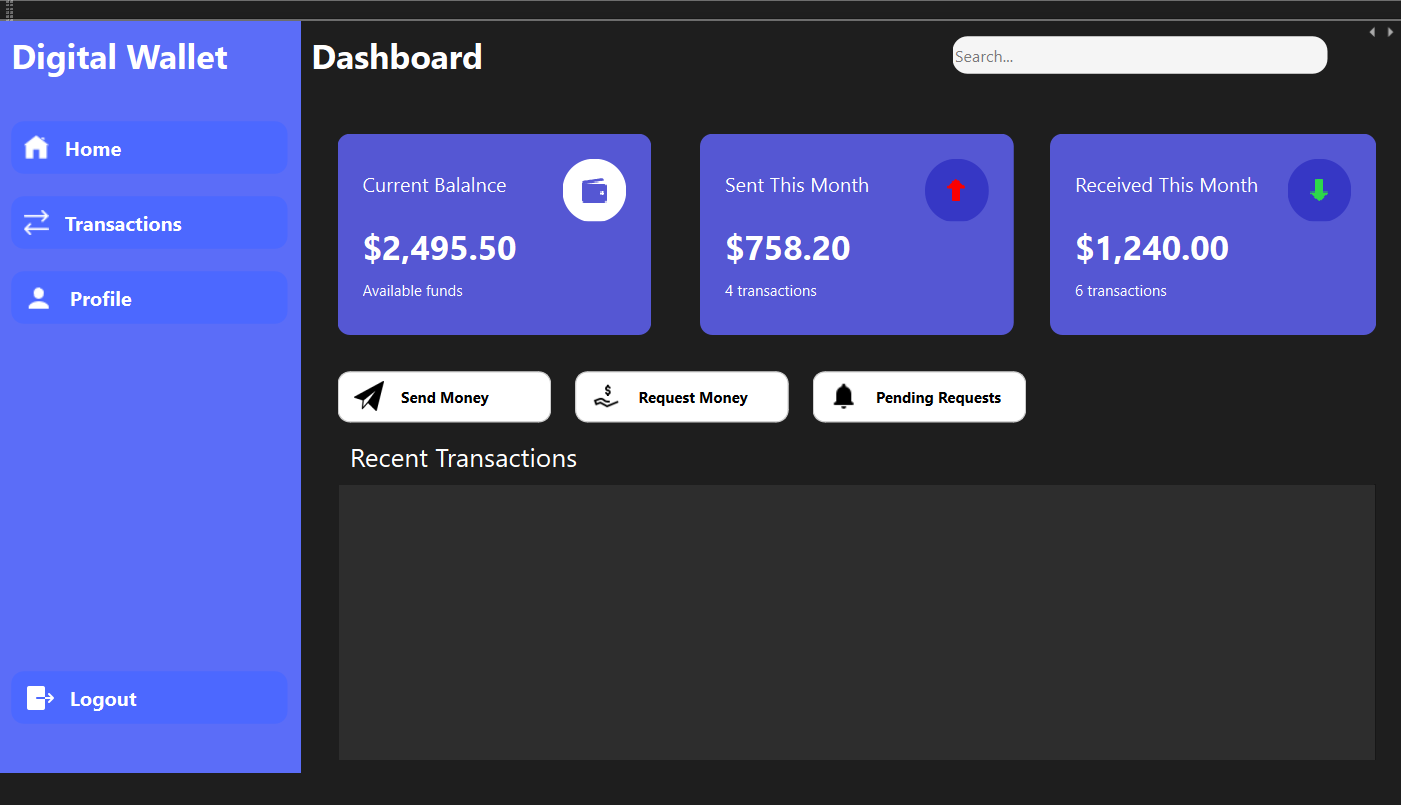 Digital Wallet
Dashboard
Search...
Home
Transactions
Profile
Logout
Current Balalnce
$2,495.50
Available funds
Sent This Month
$758.20
4 transactions
Received This Month
$1,240.00
6 transactions
Send Money
Request Money
Pending Requests
Recent Transactions